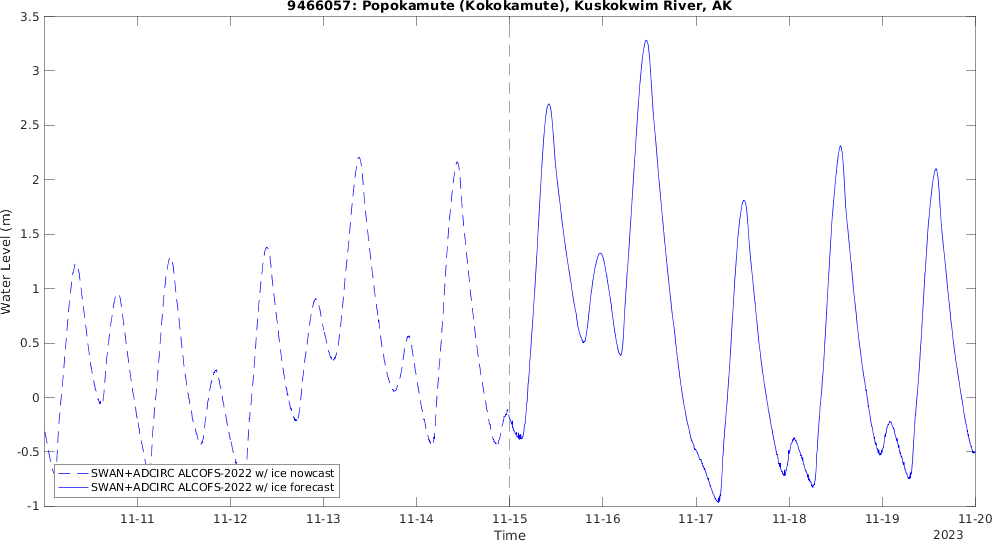 9466057: Popokamute (Kokokamute), Kuskokwim River, AK
3.5
3
2.5
2
1.5
1
0.5
0
-0.5
-1
Water Level (m)
SWAN+ADCIRC ALCOFS-2022 w/ ice nowcast
SWAN+ADCIRC ALCOFS-2022 w/ ice forecast
11-11 11-12 11-13 11-14 11-15 11-16 11-17 11-18 11-19 11-20
Time
2023